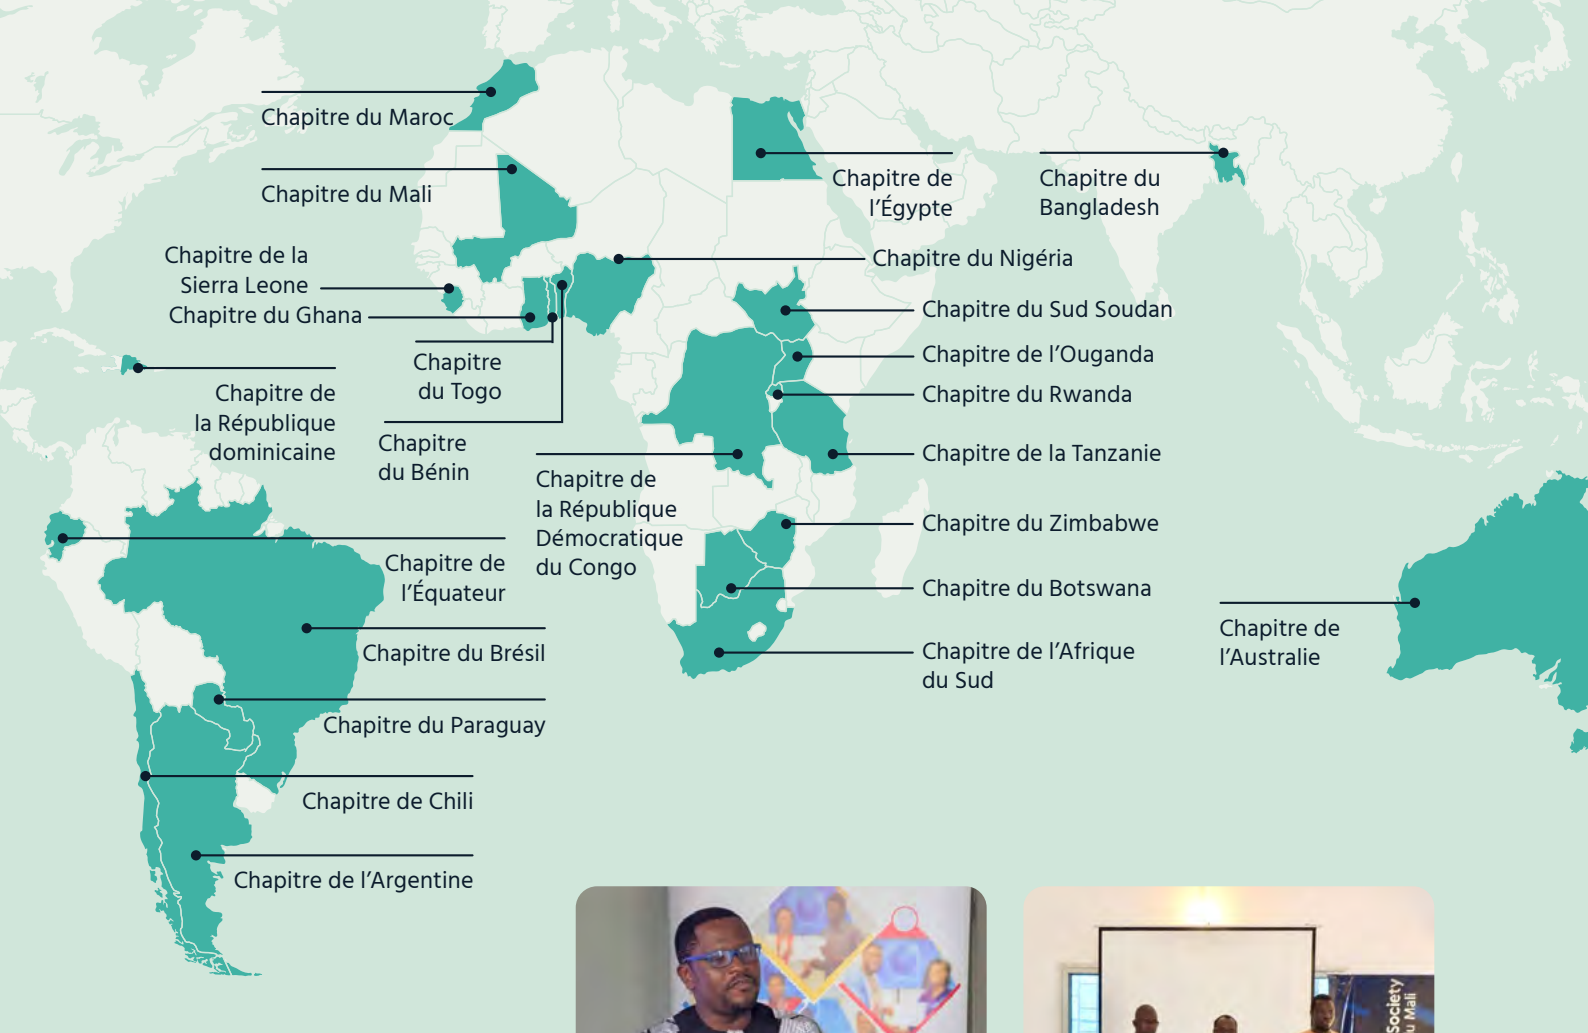 Chapitre du Maroc
Chapitre du Mali
Chapitre de la
Sierra Leone
Chapitre du Ghana
Chapitre
du Togo
Chapitre de
la République
dominicaine
Chapitre
du Bénin
Chapitre de
la République
Démocratique
du Congo
Chapitre de
l’Équateur
Chapitre du Brésil
Chapitre du Paraguay
Chapitre de Chili
Chapitre de l’Argentine
Chapitre de
l’Égypte
Chapitre du
Bangladesh
Chapitre du Nigéria
Chapitre du Sud Soudan
Chapitre de l’Ouganda
Chapitre du Rwanda
Chapitre de la Tanzanie
Chapitre du Zimbabwe
Chapitre du Botswana
Chapitre de l’Afrique
du Sud
Chapitre de
l’Australie
Society
Mali